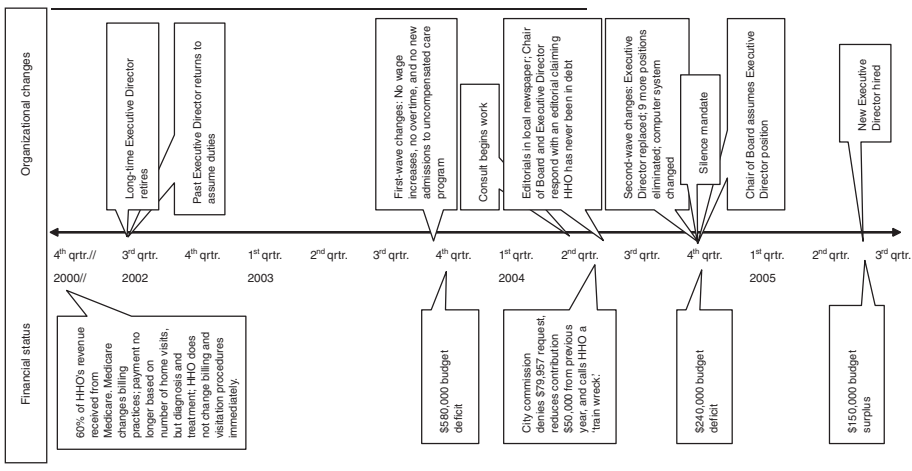 Organizational changes
Long-time Executive Director
retires
Past Executive Director returns to
assume duties
First-wave changes: No wage
increases, no overtime, and no new
admissions to uncompensated care
program
Consult begins work
Editorials in local newspaper; Chair
of Board and Executive Director
respond with an editorial claiming
HHO has never been in debt
Second-wave changes: Executive
Director replaced; 9 more positions
eliminated; computer system
changed
Silence mandate
Chair of Board assumes Executive
Director position
New Executive
Director hired
4th qrtr.// 3rd qrtr. 4th qrtr. 1st qrtr. 2nd qrtr. 3rd qrtr. 4th qrtr. 1st qrtr. 2nd qrtr. 3rd qrtr. 4th qrtr. 1st qrtr. 2nd qrtr. 3rd qrtr.
2000// 2002 2003 2004 2005
Financial status
60% of HHO's revenue
received from
Medicare. Medicare
changes billing
practices; payment no
longer based on
number of home visits,
but diagnosis and
treatment; HHO does
not change billing and
visitation procedures
immediately.
$580,000 budget
deficit
City commission
denies $79,957 request,
reduces contribution
$50,000 from previous
year, and calls HHO a
'train wreck.'
$240,000 budget
deficit
$150,000 budget
surplus